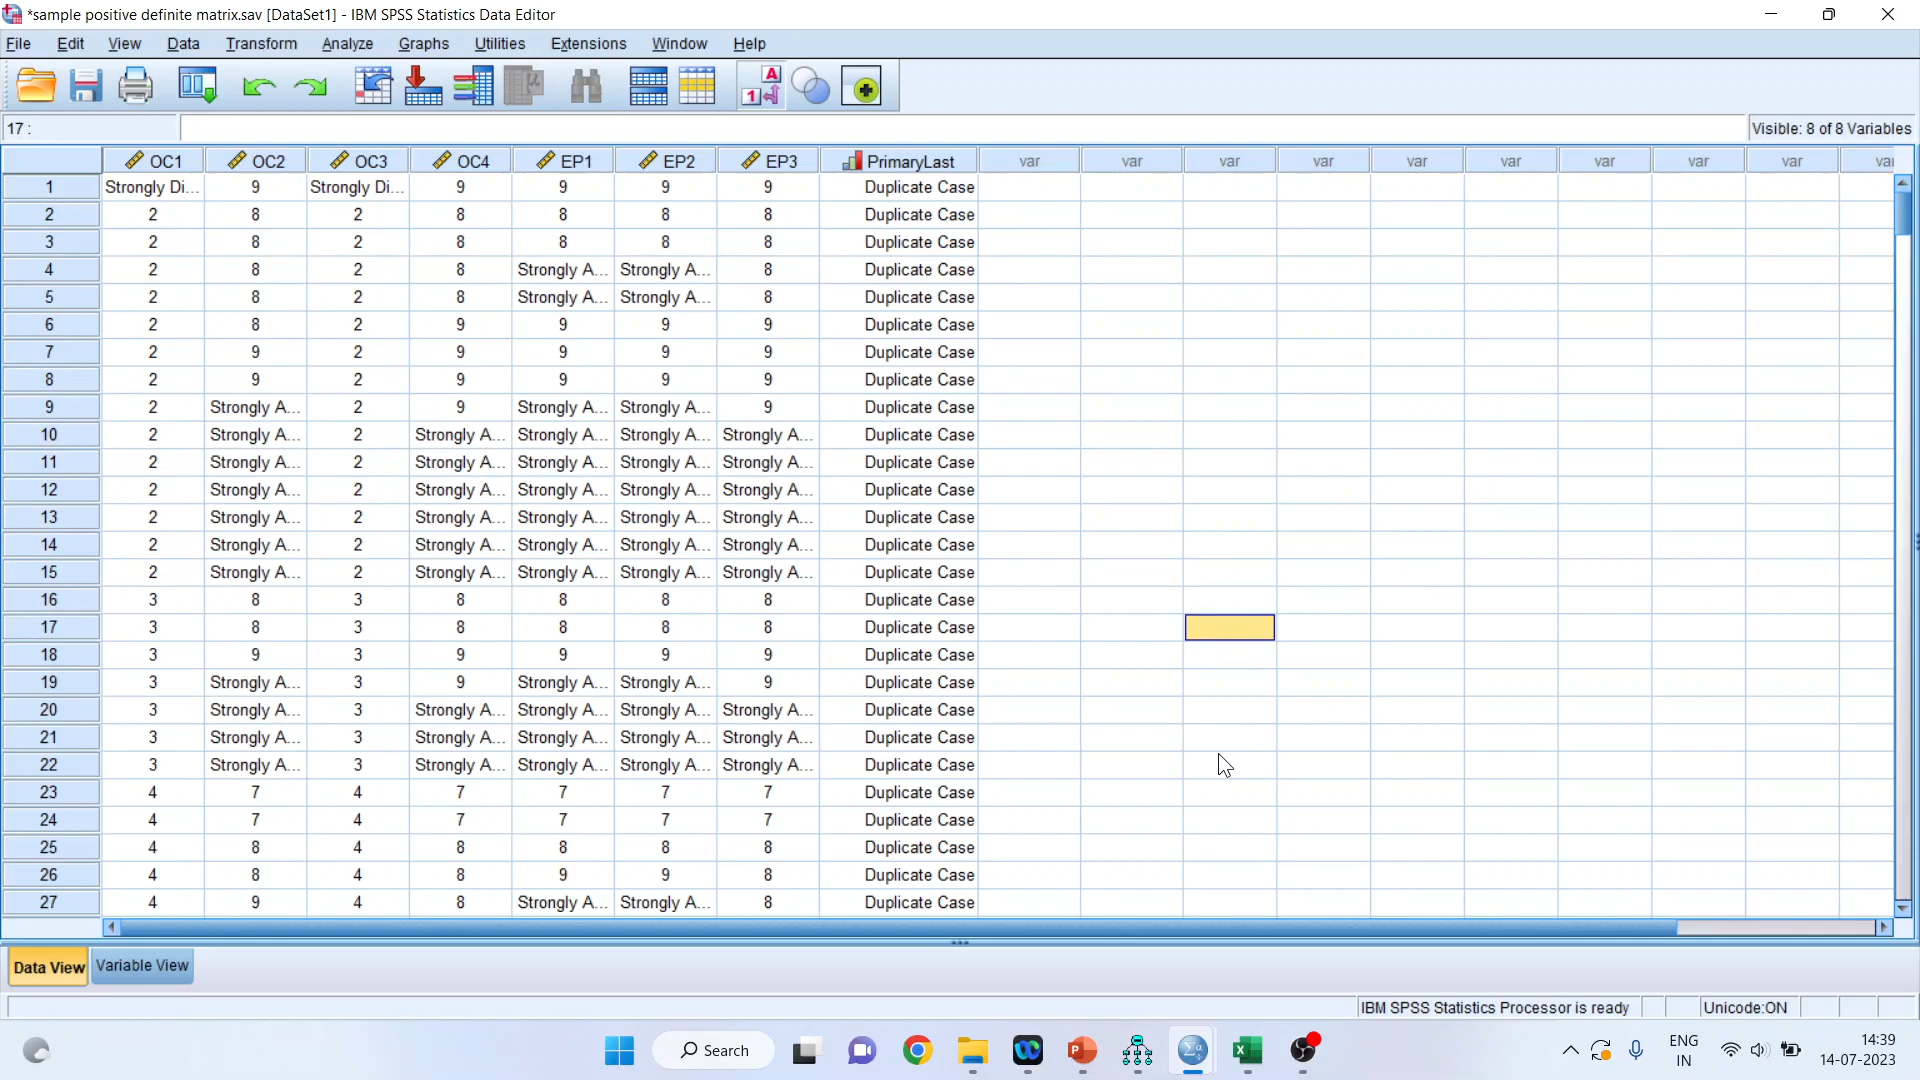 *sample positive definite matrix.sav [DataSet1] - IBM SPSS Statistics Data Editor
File Edit View Data Transform Analyze Graphs Utilities Extensions Window Help
17 :
Visible: 8 of 8 Variables
OC1 OC2 OC3 OC4 EP1 EP2 EP3 PrimaryLast var var var var var var var var var var
1 Strongly Di... 9 Strongly Di... 9 9 9 9 Duplicate Case
2 2 8 2 8 8 8 8 Duplicate Case
3 2 8 2 8 8 8 8 Duplicate Case
4 2 8 2 8 Strongly A... Strongly A... 8 Duplicate Case
5 2 8 2 8 Strongly A... Strongly A... 8 Duplicate Case
6 2 8 2 9 9 9 9 Duplicate Case
7 2 9 2 9 9 9 9 Duplicate Case
8 2 9 2 9 9 9 9 Duplicate Case
9 2 Strongly A... 2 9 Strongly A... Strongly A... 9 Duplicate Case
10 2 Strongly A... 2 Strongly A... Strongly A... Strongly A... Strongly A... Duplicate Case
11 2 Strongly A... 2 Strongly A... Strongly A... Strongly A... Strongly A... Duplicate Case
12 2 Strongly A... 2 Strongly A... Strongly A... Strongly A... Strongly A... Duplicate Case
13 2 Strongly A... 2 Strongly A... Strongly A... Strongly A... Strongly A... Duplicate Case
14 2 Strongly A... 2 Strongly A... Strongly A... Strongly A... Strongly A... Duplicate Case
15 2 Strongly A... 2 Strongly A... Strongly A... Strongly A... Strongly A... Duplicate Case
16 3 8 3 8 8 8 8 Duplicate Case
17 3 8 3 8 8 8 8 Duplicate Case
18 3 9 3 9 9 9 9 Duplicate Case
19 3 Strongly A... 3 9 Strongly A... Strongly A... 9 Duplicate Case
20 3 Strongly A... 3 Strongly A... Strongly A... Strongly A... Strongly A... Duplicate Case
21 3 Strongly A... 3 Strongly A... Strongly A... Strongly A... Strongly A... Duplicate Case
22 3 Strongly A... 3 Strongly A... Strongly A... Strongly A... Strongly A... Duplicate Case
23 4 7 4 7 7 7 7 Duplicate Case
24 4 7 4 7 7 7 7 Duplicate Case
25 4 8 4 8 8 8 8 Duplicate Case
26 4 8 4 8 9 9 8 Duplicate Case
27 4 9 4 8 Strongly A... Strongly A... 8 Duplicate Case
Data View Variable View
IBM SPSS Statistics Processor is ready Unicode:ON
Search
ENG
IN
14:39
14-07-2023